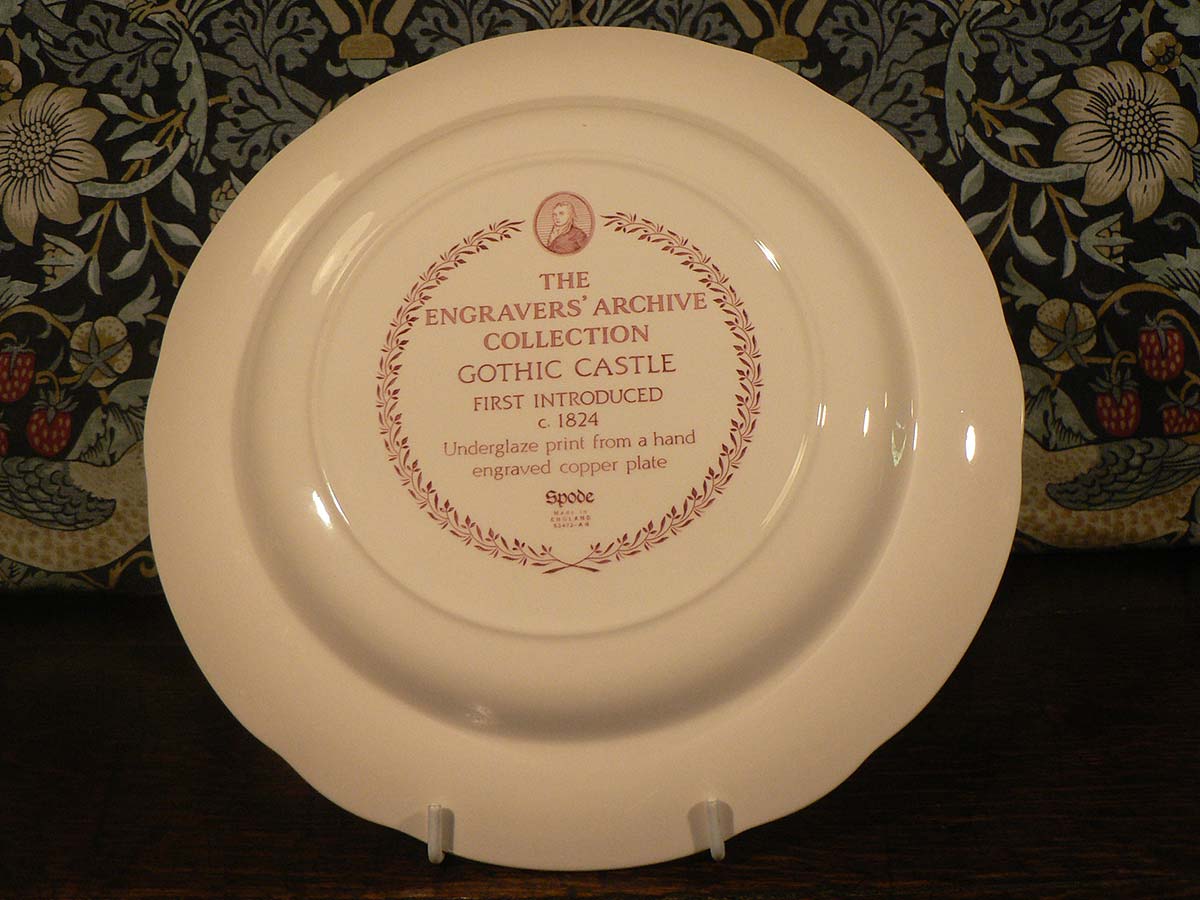 THE
ENGRAVERS' ARCHIVE
COLLECTION
GOTHIC CASTLE
FIRST INTRODUCED
c. 1824
Underglaze print from a hand
engraved copper plate
Spode
MADE IN
ENGLAND